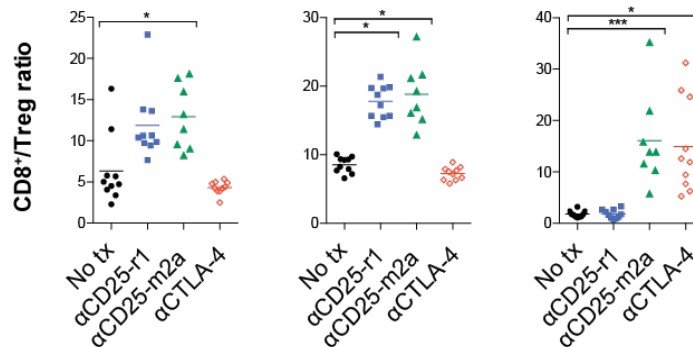 CD8⁺/Treg ratio
*
25
20
15
10
5
0
No tx
αCD25-r1
αCD25-m2a
αCTLA-4
*
*
30
20
10
0
No tx
αCD25-r1
αCD25-m2a
αCTLA-4
*
***
40
30
20
10
0
No tx
αCD25-r1
αCD25-m2a
αCTLA-4